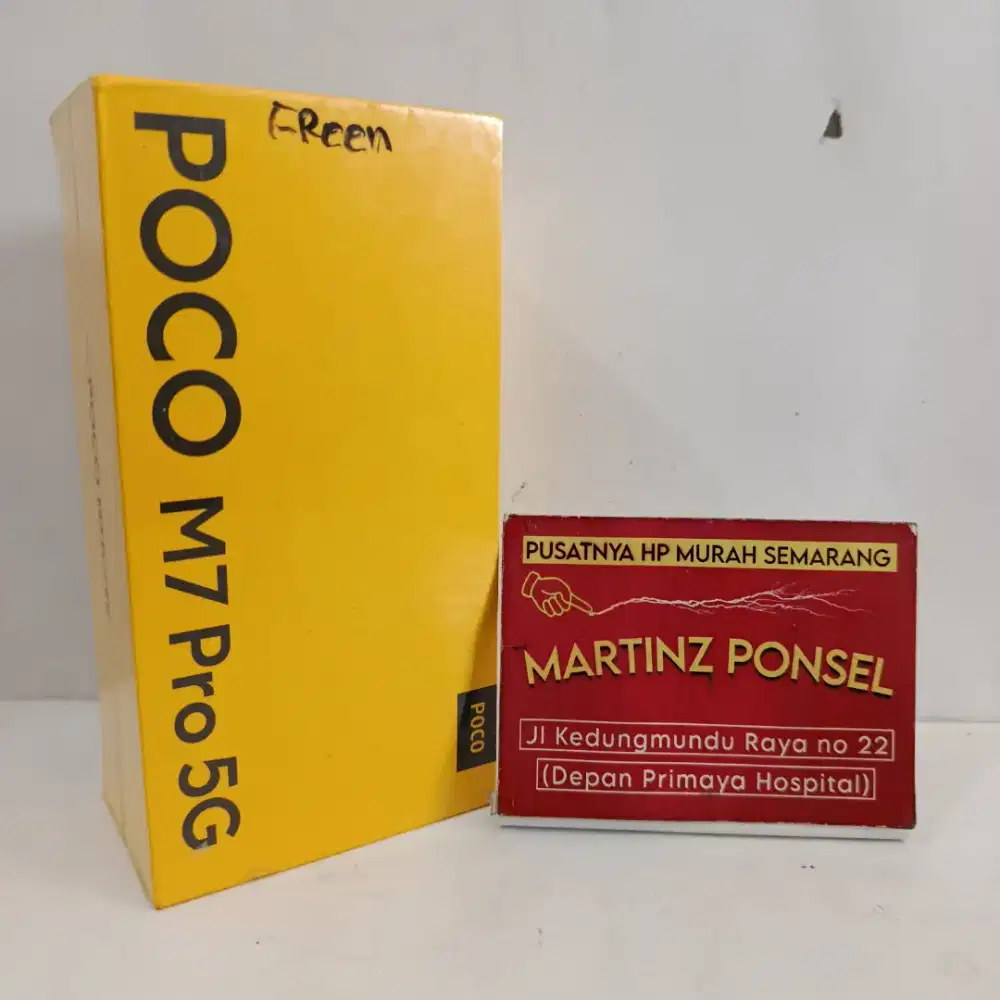 EReen
POCO M7 Pro 5G
POCO
PUSATNYA HP MURAH SEMARANG
MARTINZ PONSEL
Jl Kedungmundu Raya no 22
(Depan Primaya Hospital)